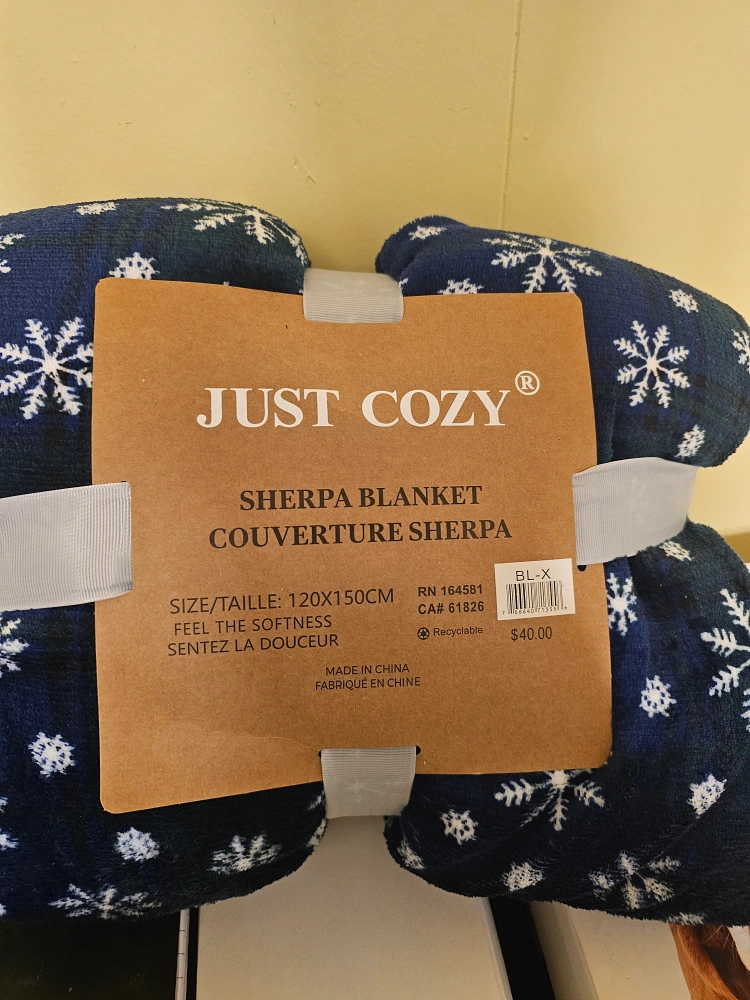 JUST COZY®
SHERPA BLANKET
COUVERTURE SHERPA
SIZE/TAILLE: 120X150CM
FEEL THE SOFTNESS
SENTEZ LA DOUCEUR
RN 164581
CA# 61826
Recyclable
BL-X
$40.00
MADE IN CHINA
FABRIQUÉ EN CHINE